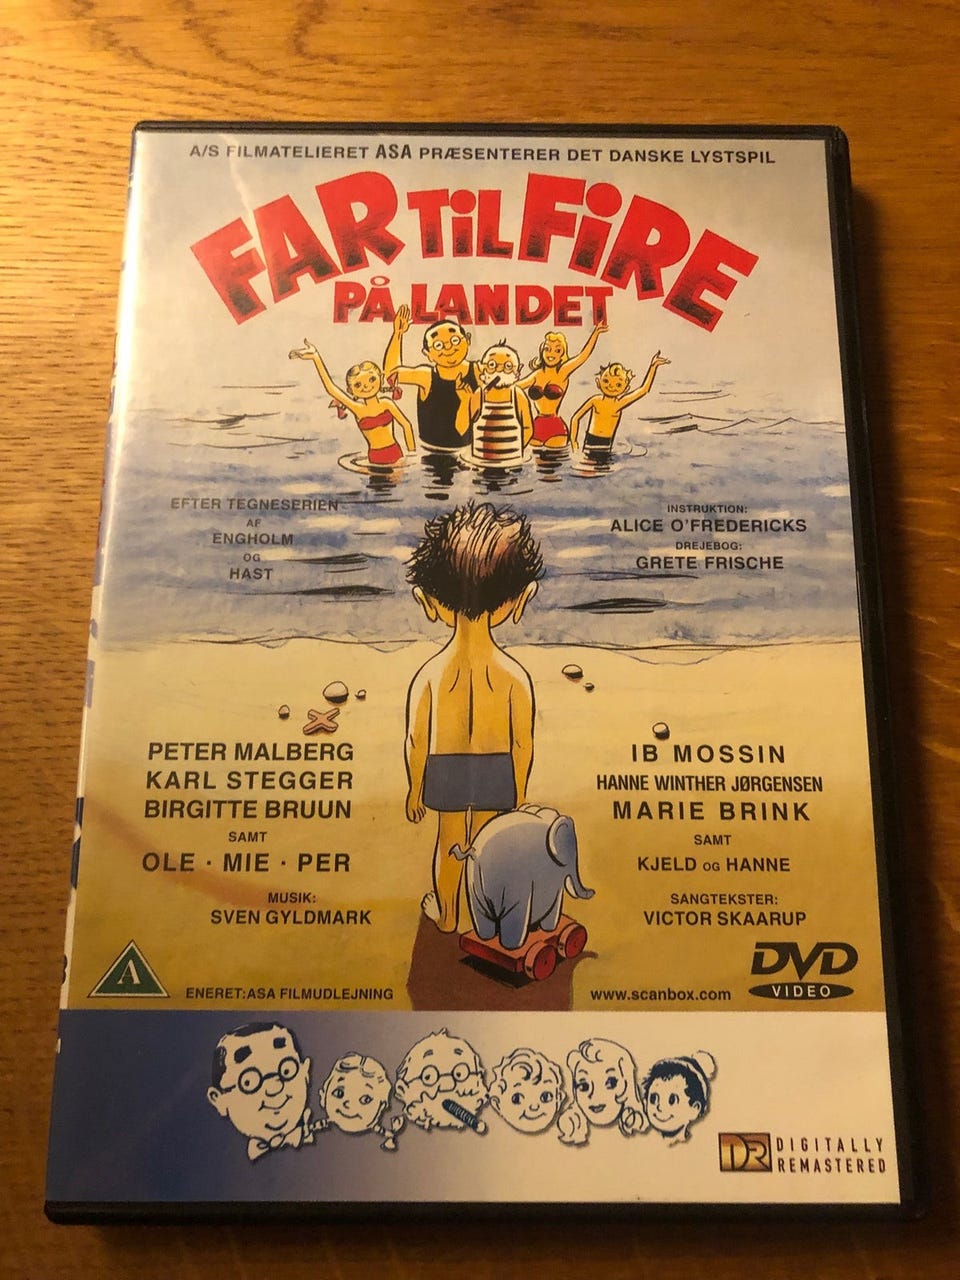 A/S FILMATELIERET ASA PRÆSENTERER DET DANSKE LYSTSPIL
FAR TiL FiRE
PÅ LANDET
EFTER TEGNESERIEN
AF
ENGHOLM
OG
HAST
INSTRUKTION:
ALICE O'FREDERICKS
DREJEBOG:
GRETE FRISCHE
PETER MALBERG
KARL STEGGER
BIRGITTE BRUUN
SAMT
OLE · MIE · PER
MUSIK:
SVEN GYLDMARK
IB MOSSIN
HANNE WINTHER JØRGENSEN
MARIE BRINK
SAMT
KJELD OG HANNE
SANGTEKSTER:
VICTOR SKAARUP
A
ENERET:ASA FILMUDLEJNING
www.scanbox.com
DVD
VIDEO
DR
DIGITALLY
REMASTERED